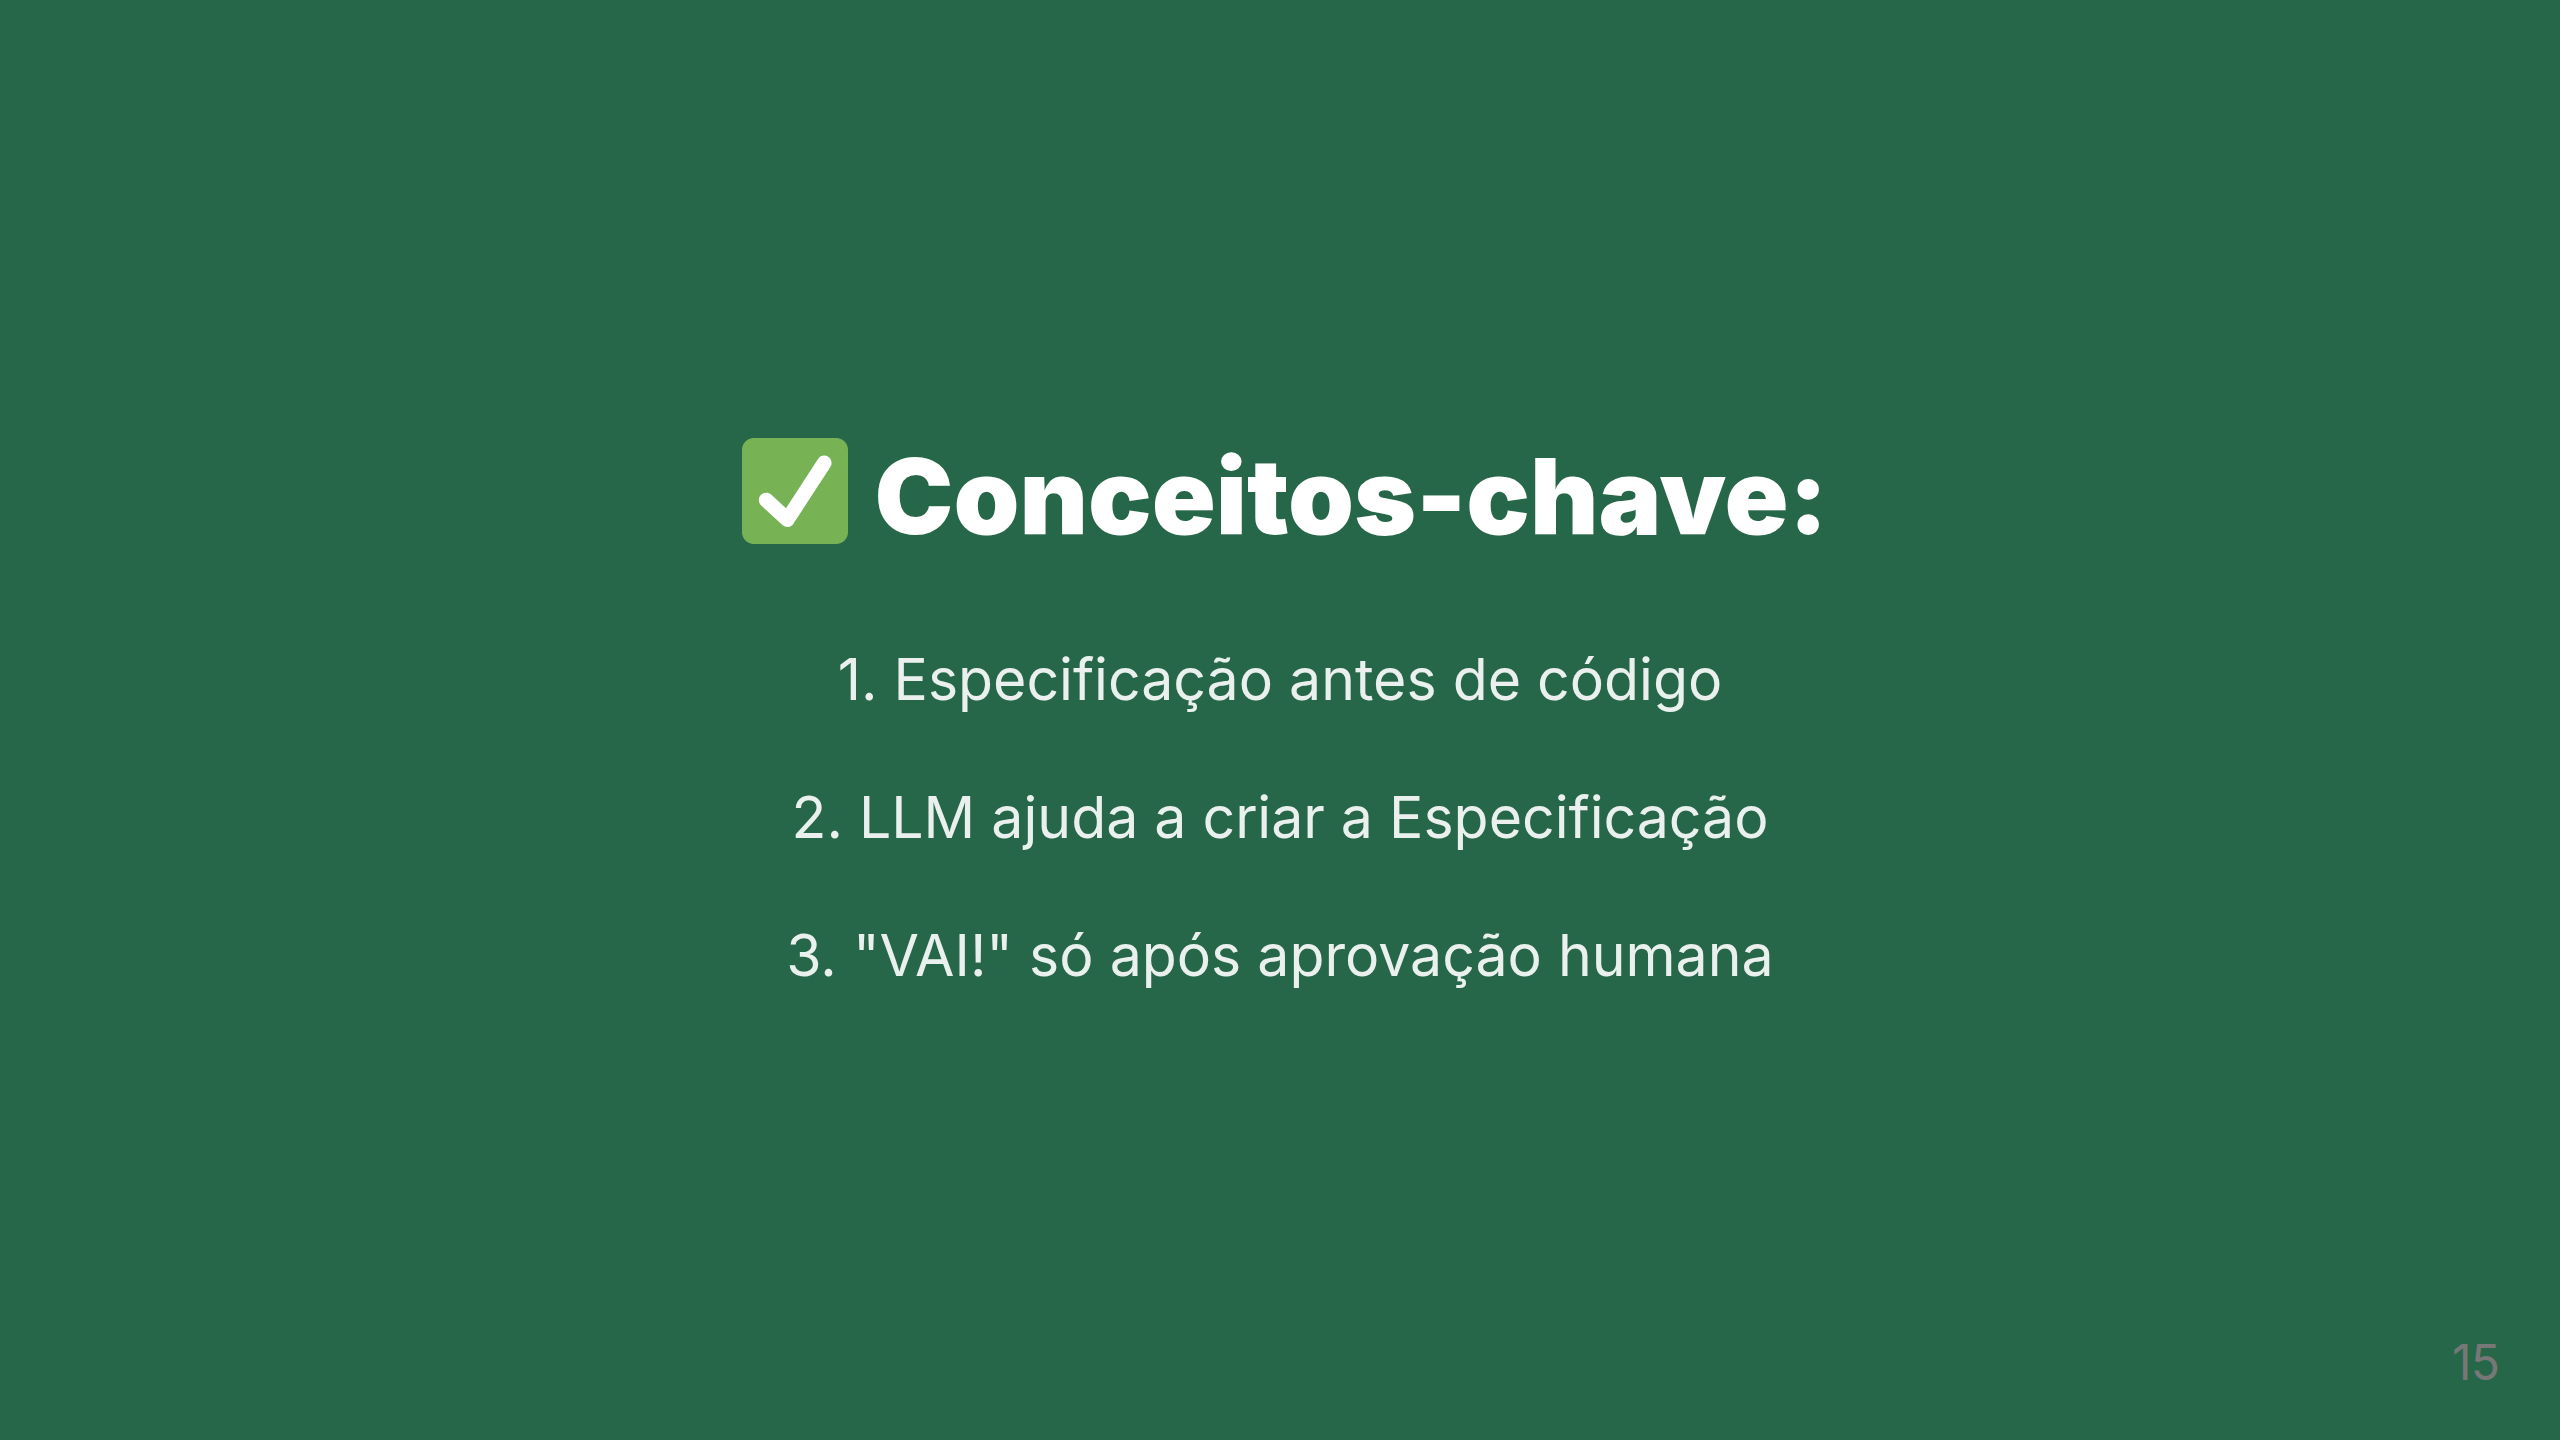 ✅ Conceitos-chave:
1. Especificação antes de código
2. LLM ajuda a criar a Especificação
3. "VAI!" só após aprovação humana
15